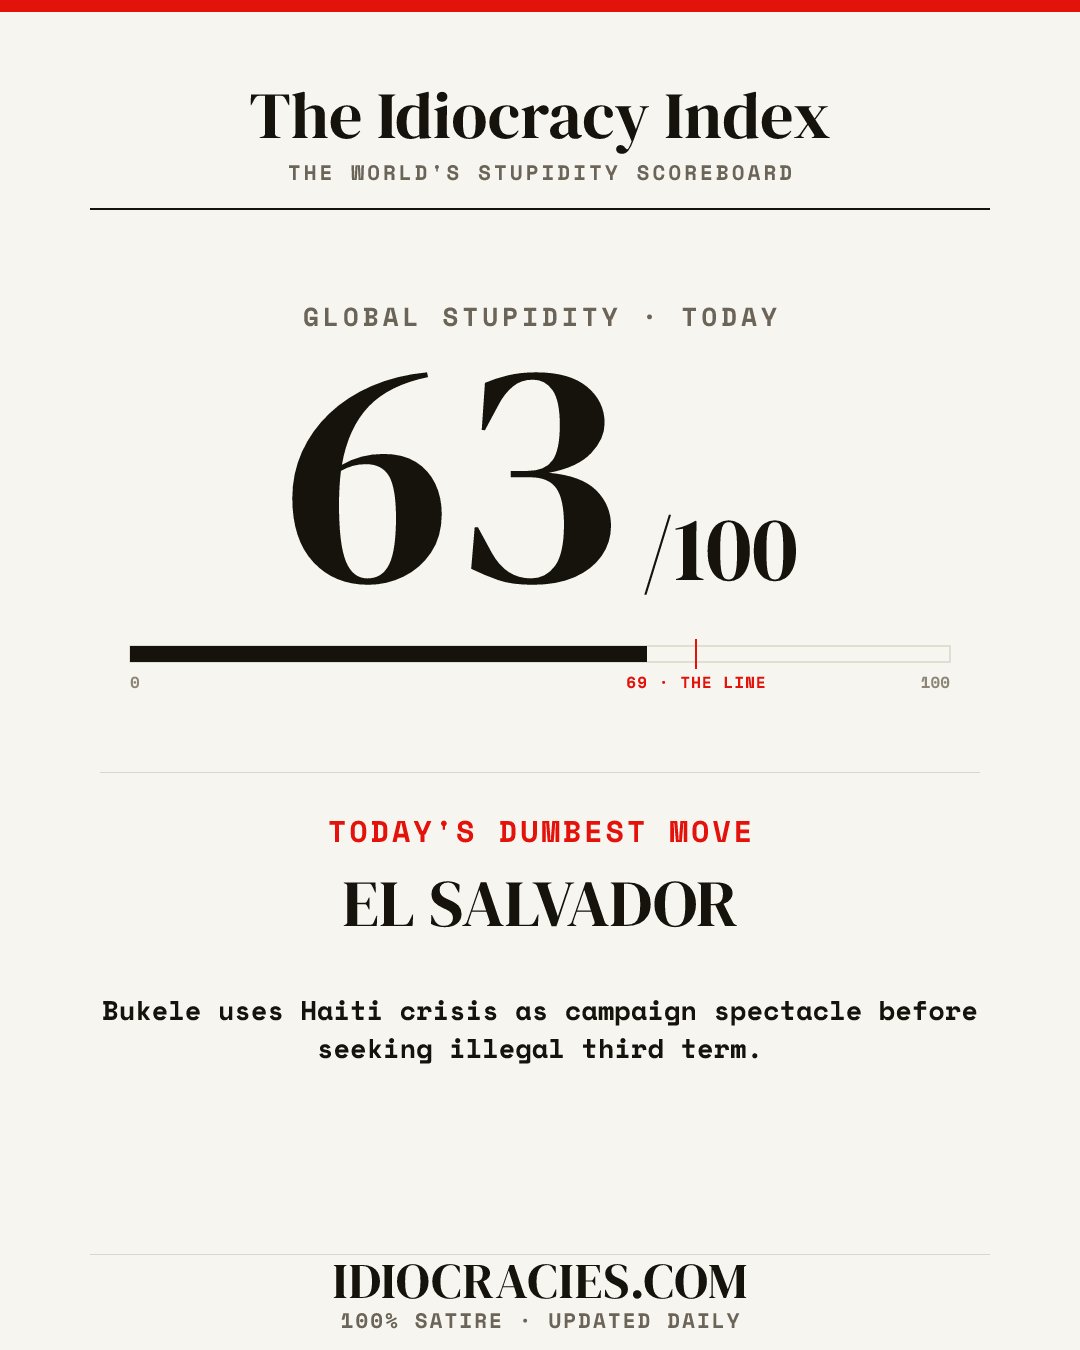 The Idiocracy Index
THE WORLD'S STUPIDITY SCOREBOARD
GLOBAL STUPIDITY · TODAY
63 /100
0 69 · THE LINE 100
TODAY'S DUMBEST MOVE
EL SALVADOR
Bukele uses Haiti crisis as campaign spectacle before
seeking illegal third term.
IDIOCRACIES.COM
100% SATIRE · UPDATED DAILY